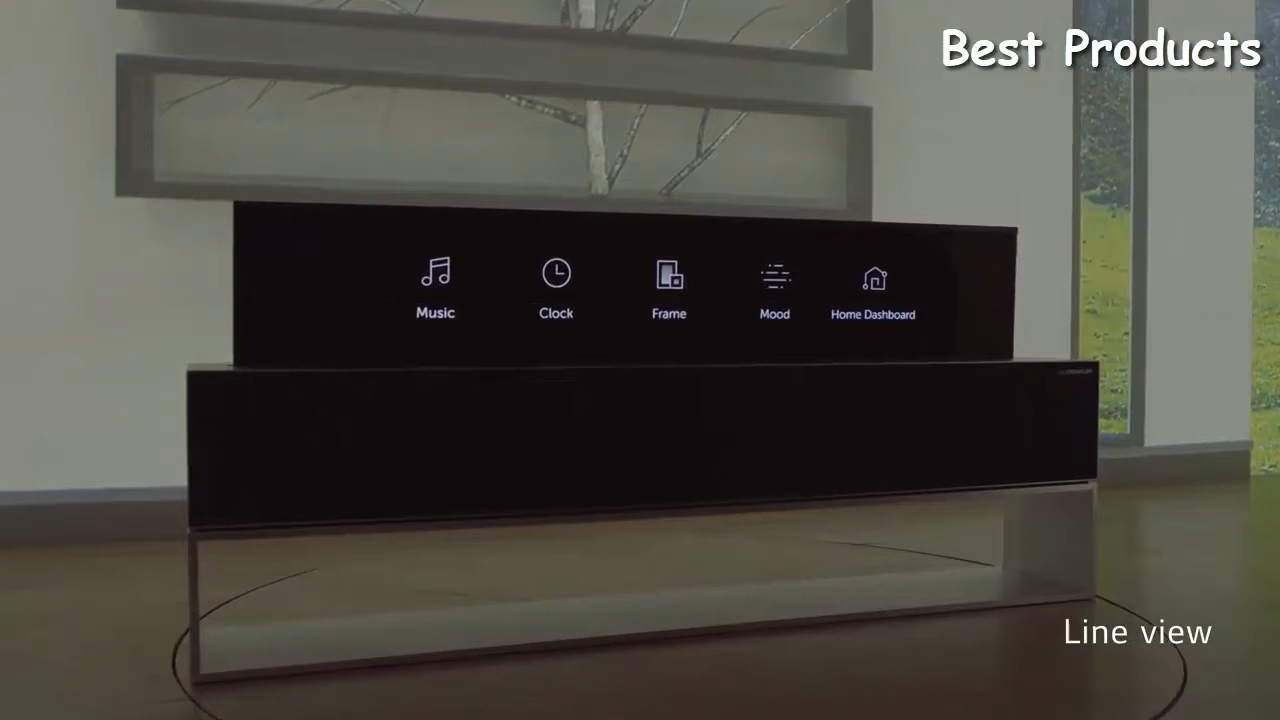 Best Products
Music
Clock
Frame
Mood
Home Dashboard
Line view